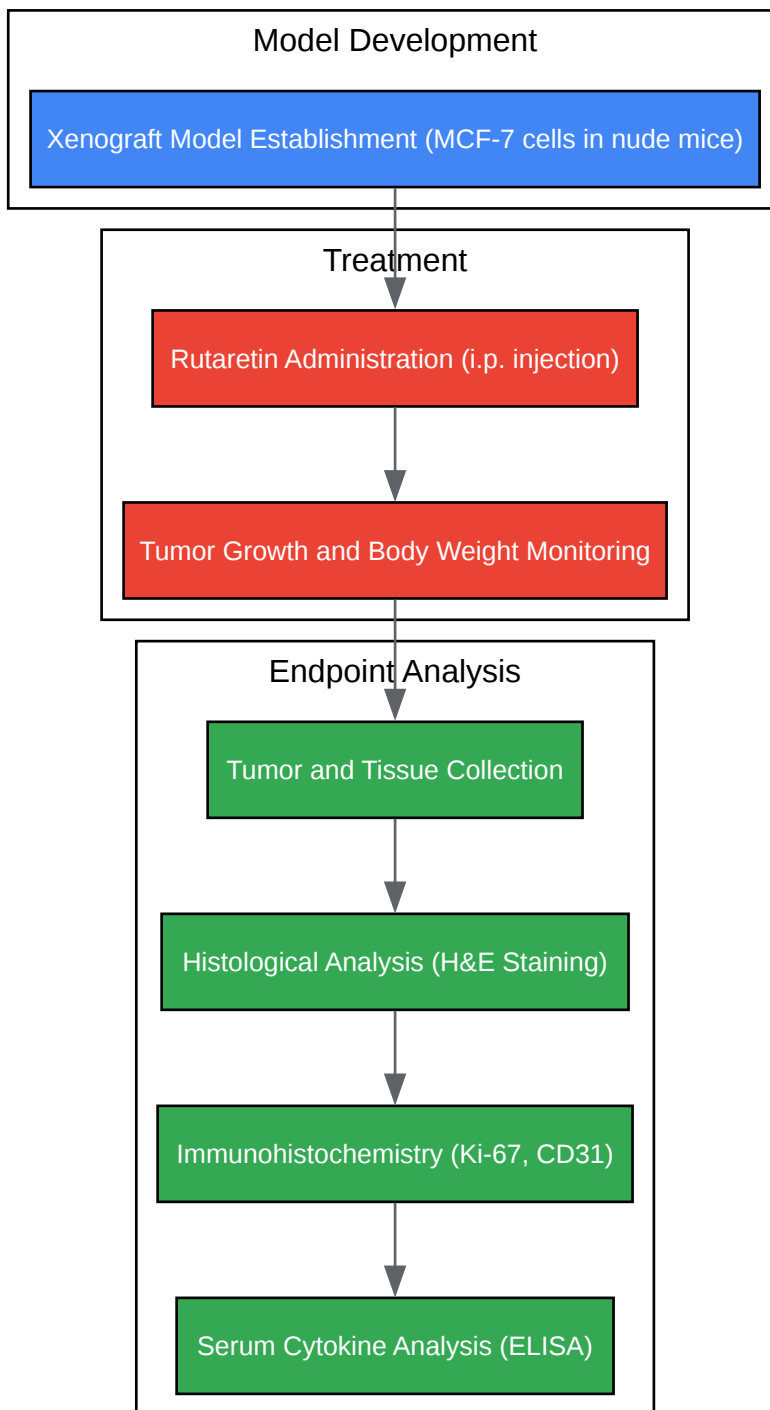 Model Development
Xenograft Model Establishment (MCF-7 cells in nude mice)
Treatment
Rutaretin Administration (i.p. injection)
Tumor Growth and Body Weight Monitoring
Endpoint Analysis
Tumor and Tissue Collection
Histological Analysis (H&E Staining)
Immunohistochemistry (Ki-67, CD31)
Serum Cytokine Analysis (ELISA)